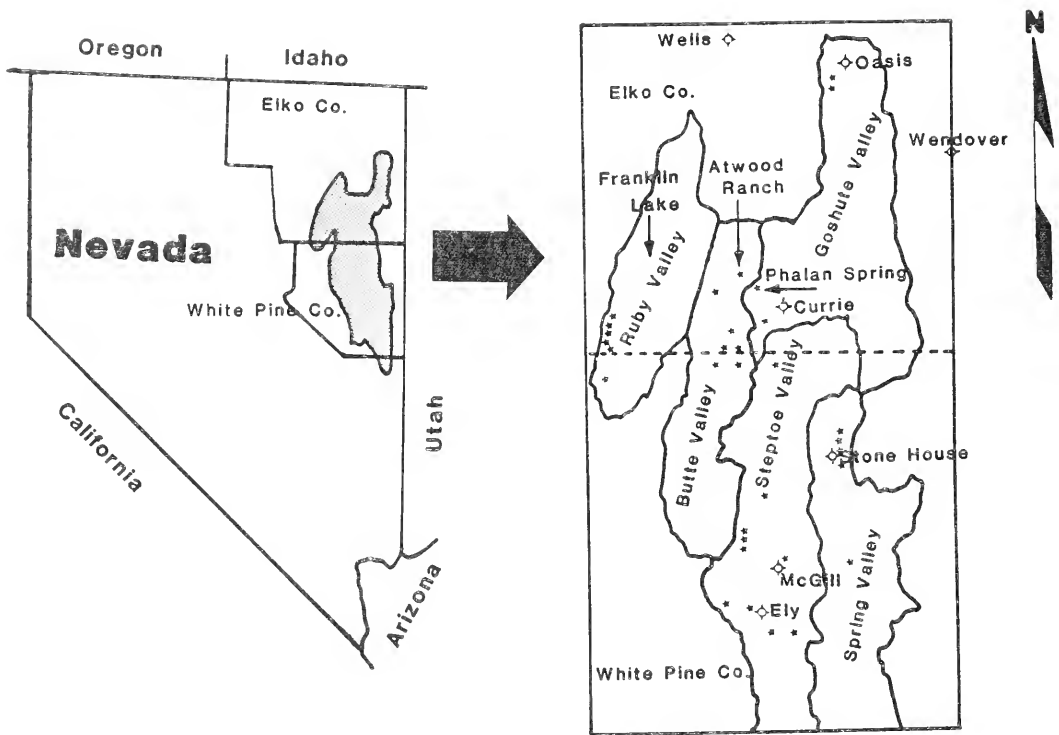 Oregon
Idaho
Elko Co.
Nevada
White Pine Co.
California
Utah
Arizona
N
Wells
Oasis
Elko Co.
Wendover
Franklin
Lake
Atwood
Ranch
Goshute Valley
Ruby Valley
Phalan Spring
Currie
Butte Valley
Steptoe Valley
Stone House
McGill
Ely
Spring Valley
White Pine Co.